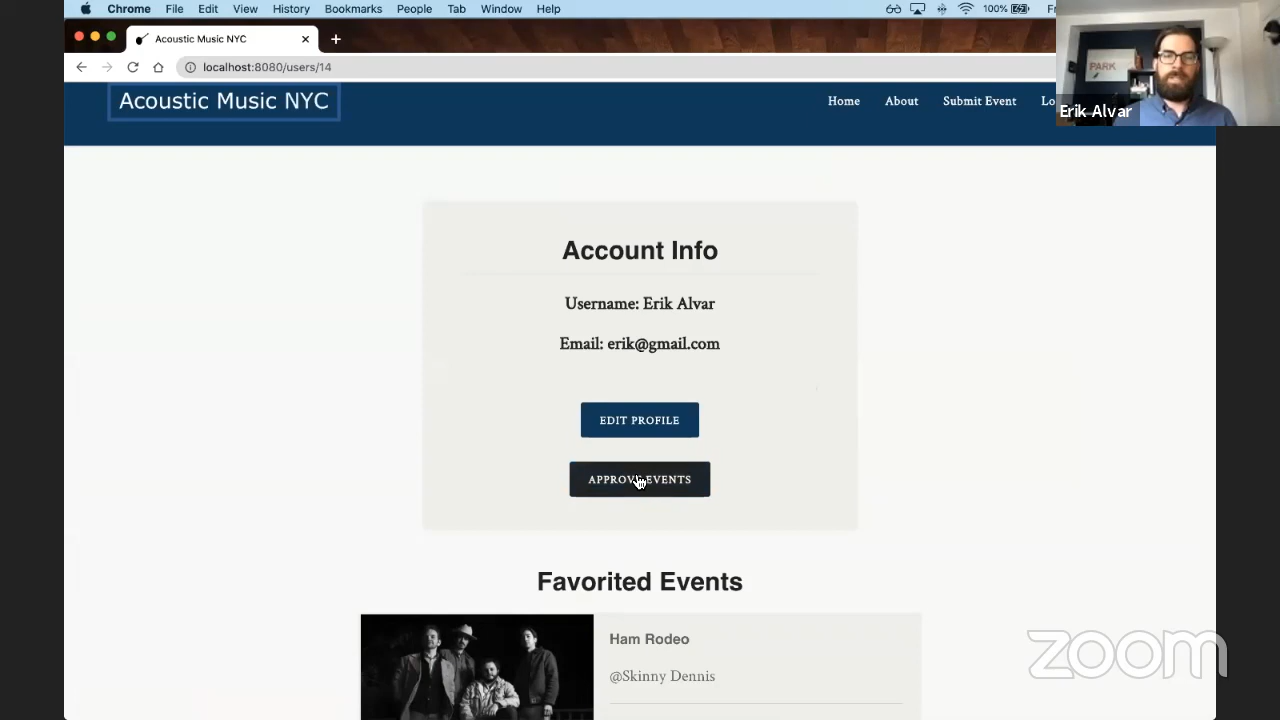 Chrome File Edit View History Bookmarks People Tab Window Help 100%
Acoustic Music NYC
localhost:8080/users/14
Acoustic Music NYC
Home About Submit Event
PARK
Erik Alvar
Account Info
Username: Erik Alvar
Email: erik@gmail.com
EDIT PROFILE
APPROVE EVENTS
Favorited Events
Ham Rodeo
@Skinny Dennis
zoom